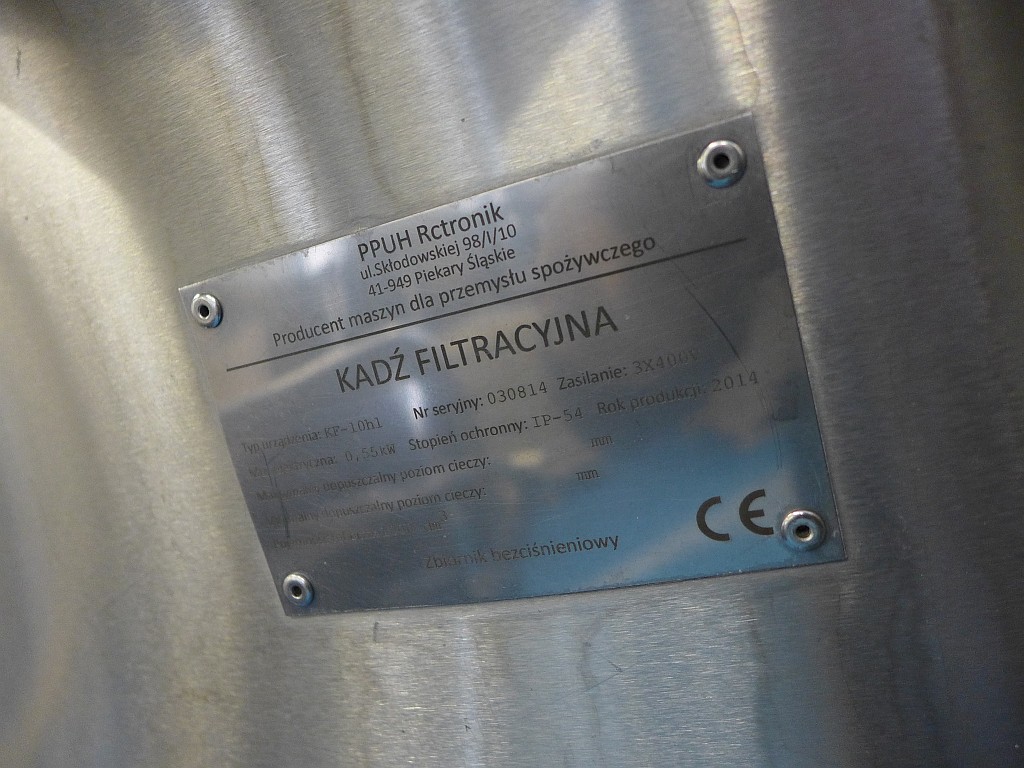 PPUH Rctronik
ul.Skłodowskiej 98/I/10
41-949 Piekary Śląskie
Producent maszyn dla przemysłu spożywczego
KADŹ FILTRACYJNA
Typ urządzenia: KF-10hl Nr seryjny: 030814 Zasilanie: 3X400V
0,55kW Stopień ochronny: IP-54 Rok produkcji: 2014
dopuszczalny poziom cieczy: mm
dopuszczalny poziom cieczy: mm
Zbiornik bezciśnieniowy
CE